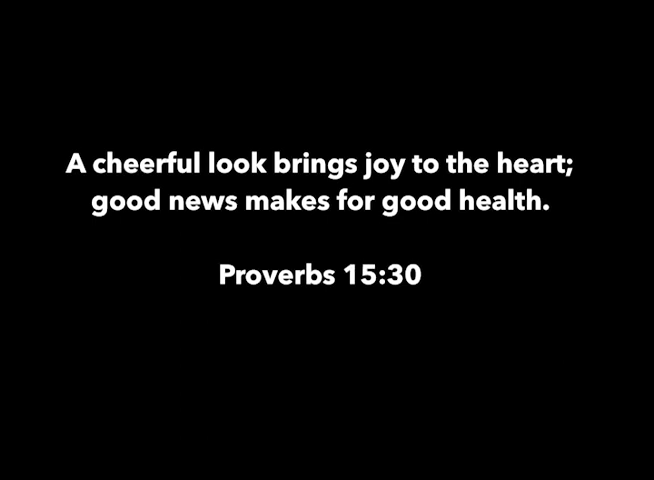 A cheerful look brings joy to the heart;
good news makes for good health.
Proverbs 15:30